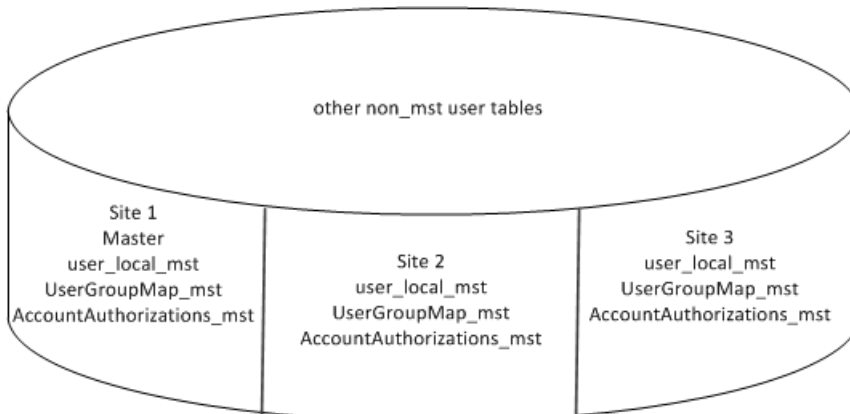 other non_mst user tables
Site 1
Master
user_local_mst
UserGroupMap_mst
AccountAuthorizations_mst
Site 2
user_local_mst
UserGroupMap_mst
AccountAuthorizations_mst
Site 3
user_local_mst
UserGroupMap_mst
AccountAuthorizations_mst